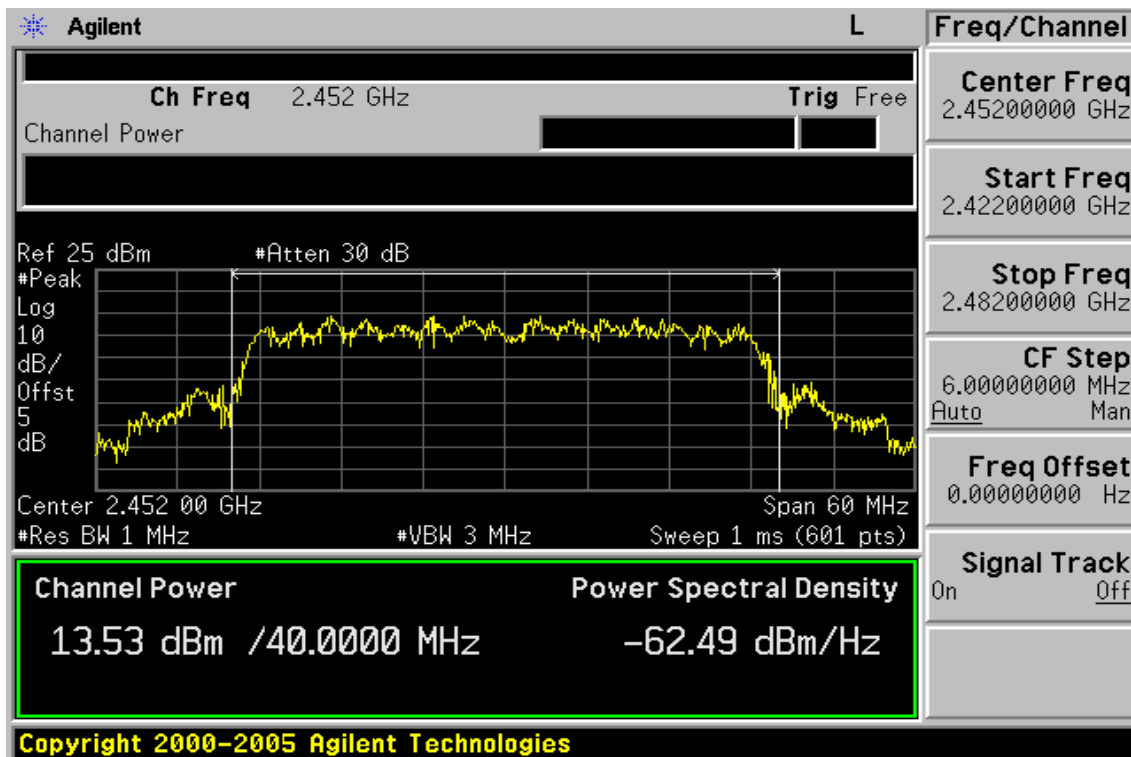 Agilent L
Ch Freq 2.452 GHz Trig Free
Channel Power
Ref 25 dBm #Atten 30 dB
#Peak
Log
10
dB/
Offst
5
dB
Center 2.452 00 GHz Span 60 MHz
#Res BW 1 MHz #VBW 3 MHz Sweep 1 ms (601 pts)
Channel Power Power Spectral Density
13.53 dBm /40.0000 MHz -62.49 dBm/Hz
Copyright 2000-2005 Agilent Technologies
Freq/Channel
Center Freq
2.45200000 GHz
Start Freq
2.42200000 GHz
Stop Freq
2.48200000 GHz
CF Step
6.00000000 MHz
Auto Man
Freq Offset
0.00000000 Hz
Signal Track
On Off